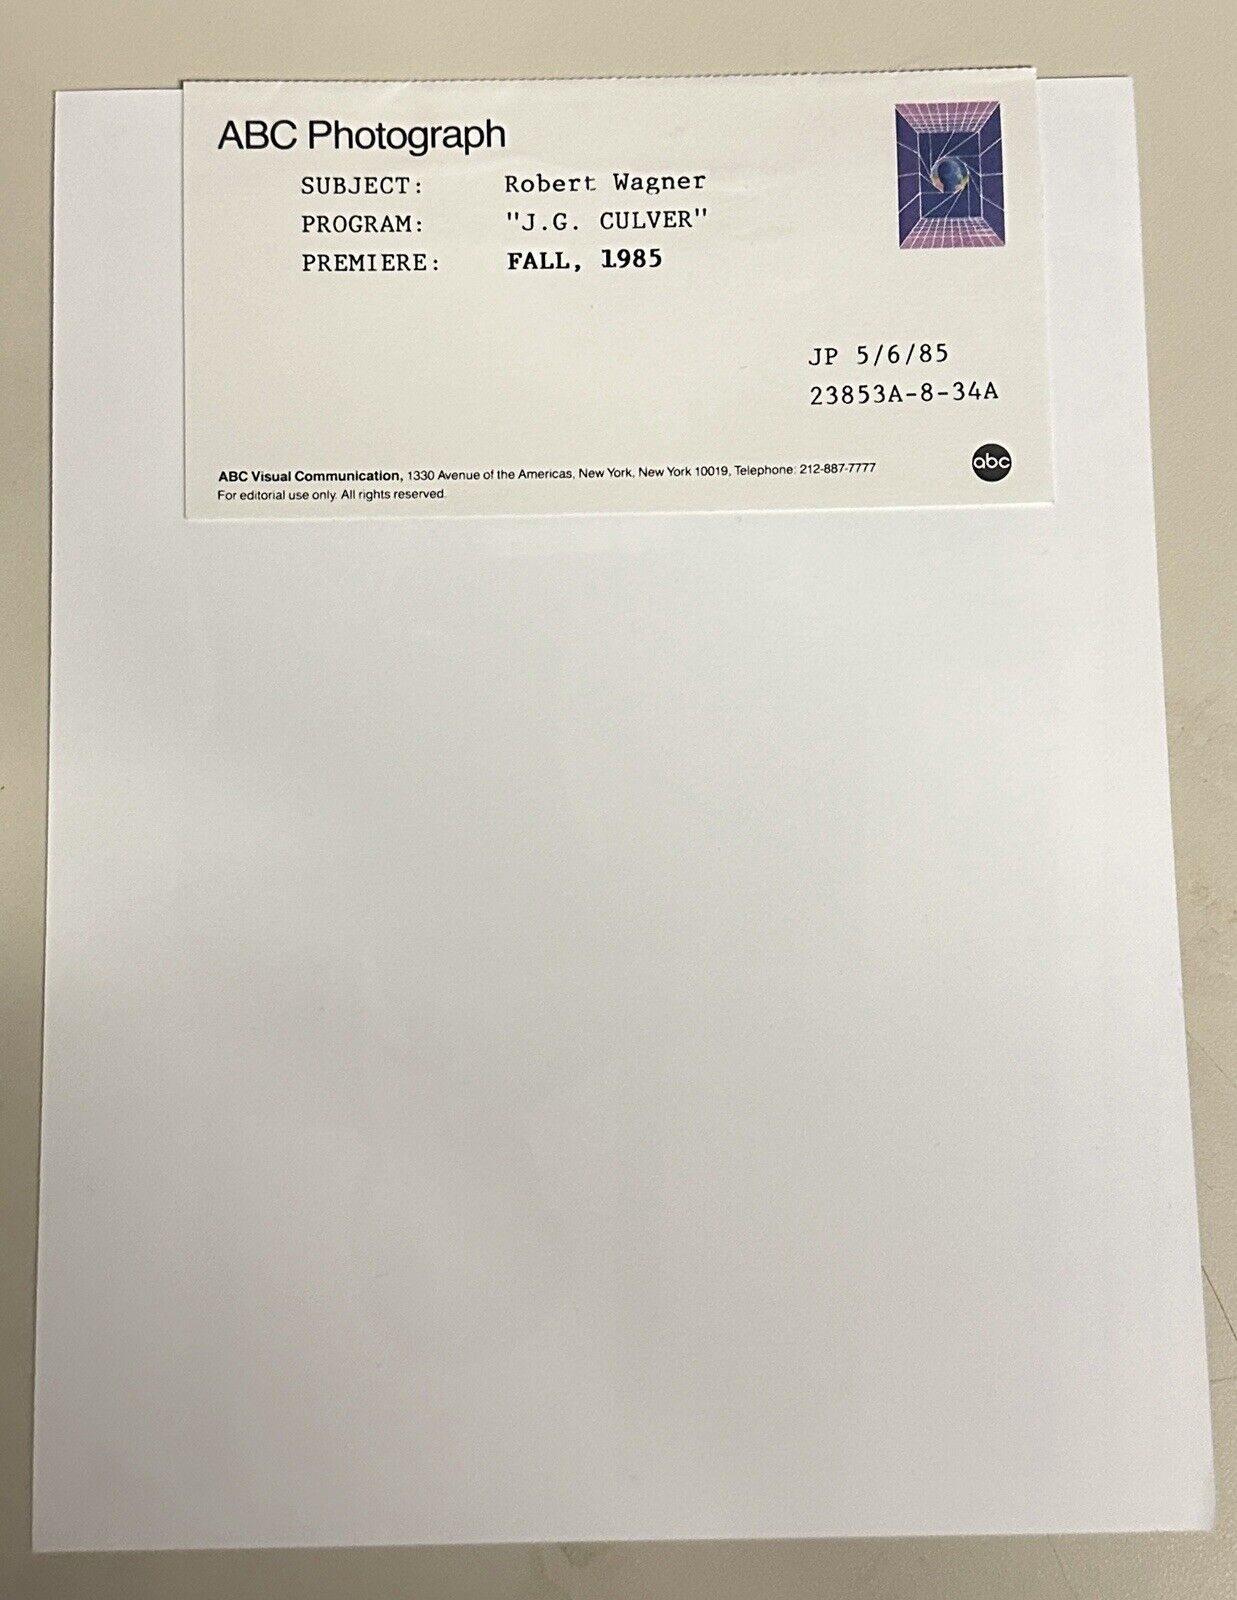 ABC Photograph
SUBJECT: Robert Wagner
PROGRAM: "J.G. CULVER"
PREMIERE: FALL, 1985
JP 5/6/85
23853A-8-34A
ABC Visual Communication, 1330 Avenue of the Americas, New York, New York 10019, Telephone: 212-887-7777
For editorial use only. All rights reserved.
abc